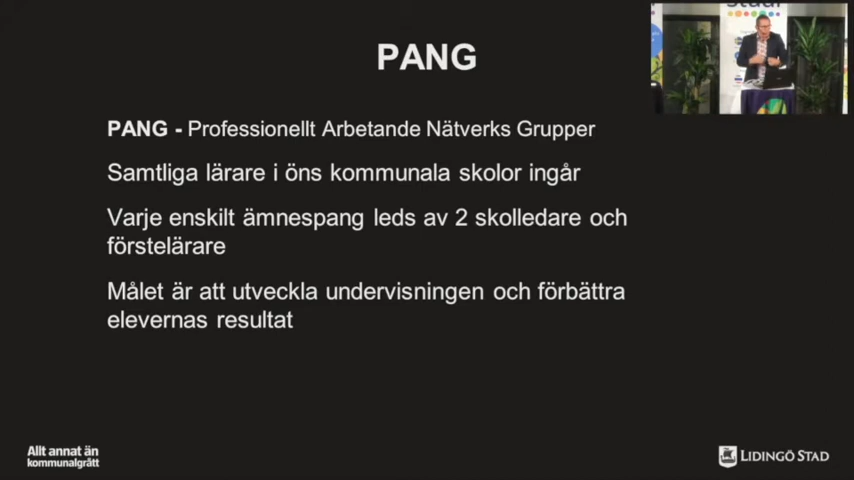 PANG
PANG - Professionellt Arbetande Nätverks Grupper
Samtliga lärare i öns kommunala skolor ingår
Varje enskilt ämnespang leds av 2 skolledare och
förstelärare
Målet är att utveckla undervisningen och förbättra
elevernas resultat
Allt annat än
kommunalgrått
LIDINGÖ STAD